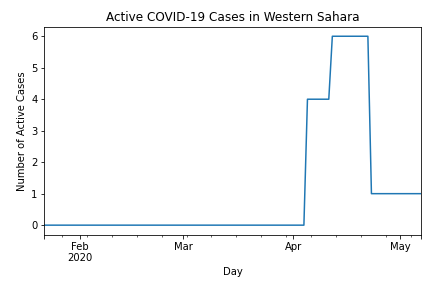 Active COVID-19 Cases in Western Sahara
6
5
4
3
2
1
0
Number of Active Cases
Feb
2020
Mar
Apr
May
Day